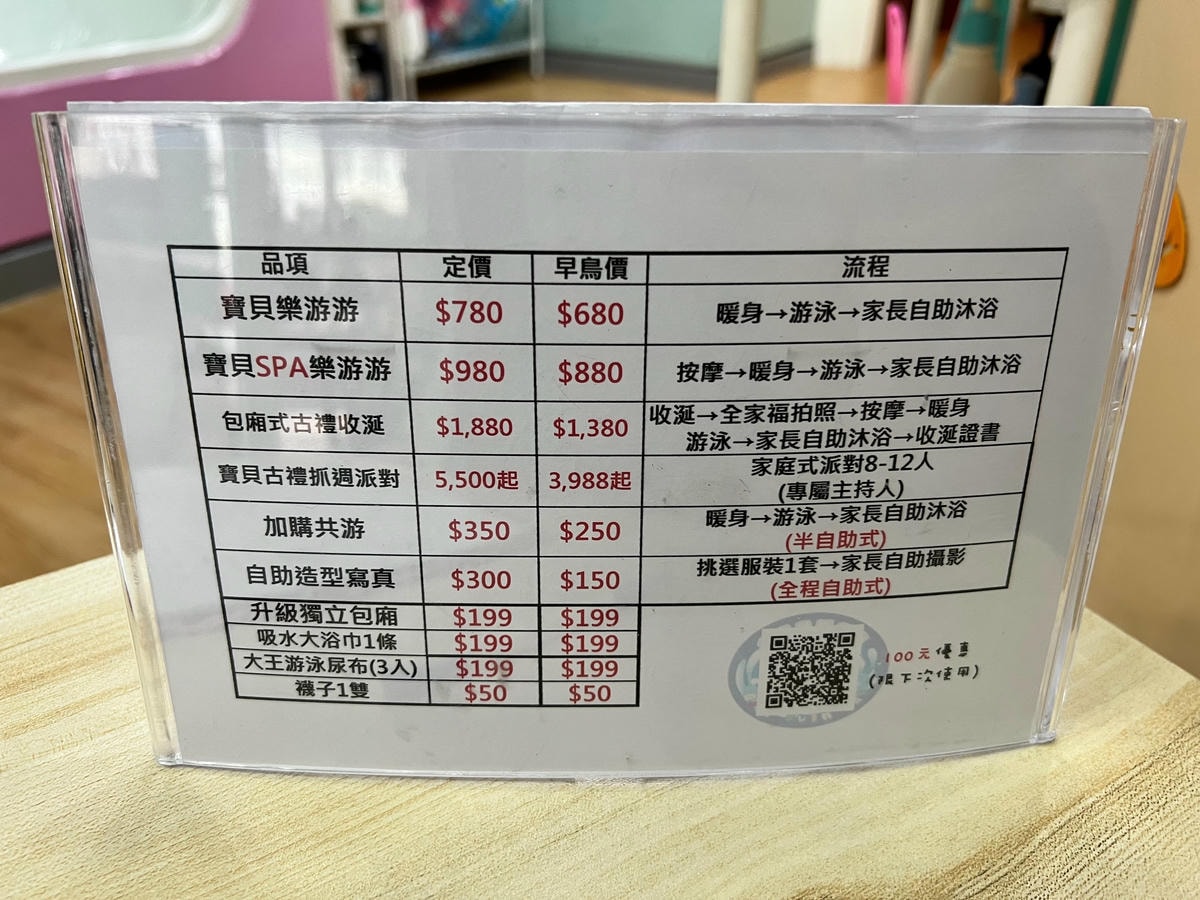 品項 定價 早鳥價 流程
寶貝樂游游 $780 $680 暖身→游泳→家長自助沐浴
寶貝SPA樂游游 $980 $880 按摩→暖身→游泳→家長自助沐浴
包廂式古禮收涎 $1,880 $1,380 收涎→全家福拍照→按摩→暖身
游泳→家長自助沐浴→收涎證書
寶貝古禮抓週派對 5,500起 3,988起 家庭式派對8-12人
(專屬主持人)
加購共游 $350 $250 暖身→游泳→家長自助沐浴
(半自助式)
自助造型寫真 $300 $150 挑選服裝1套→家長自助攝影
(全程自助式)
升級獨立包廂 $199 $199
吸水大浴巾1條 $199 $199
大王游泳尿布(3入) $199 $199
襪子1雙 $50 $50
100元優惠
(限下次使用)